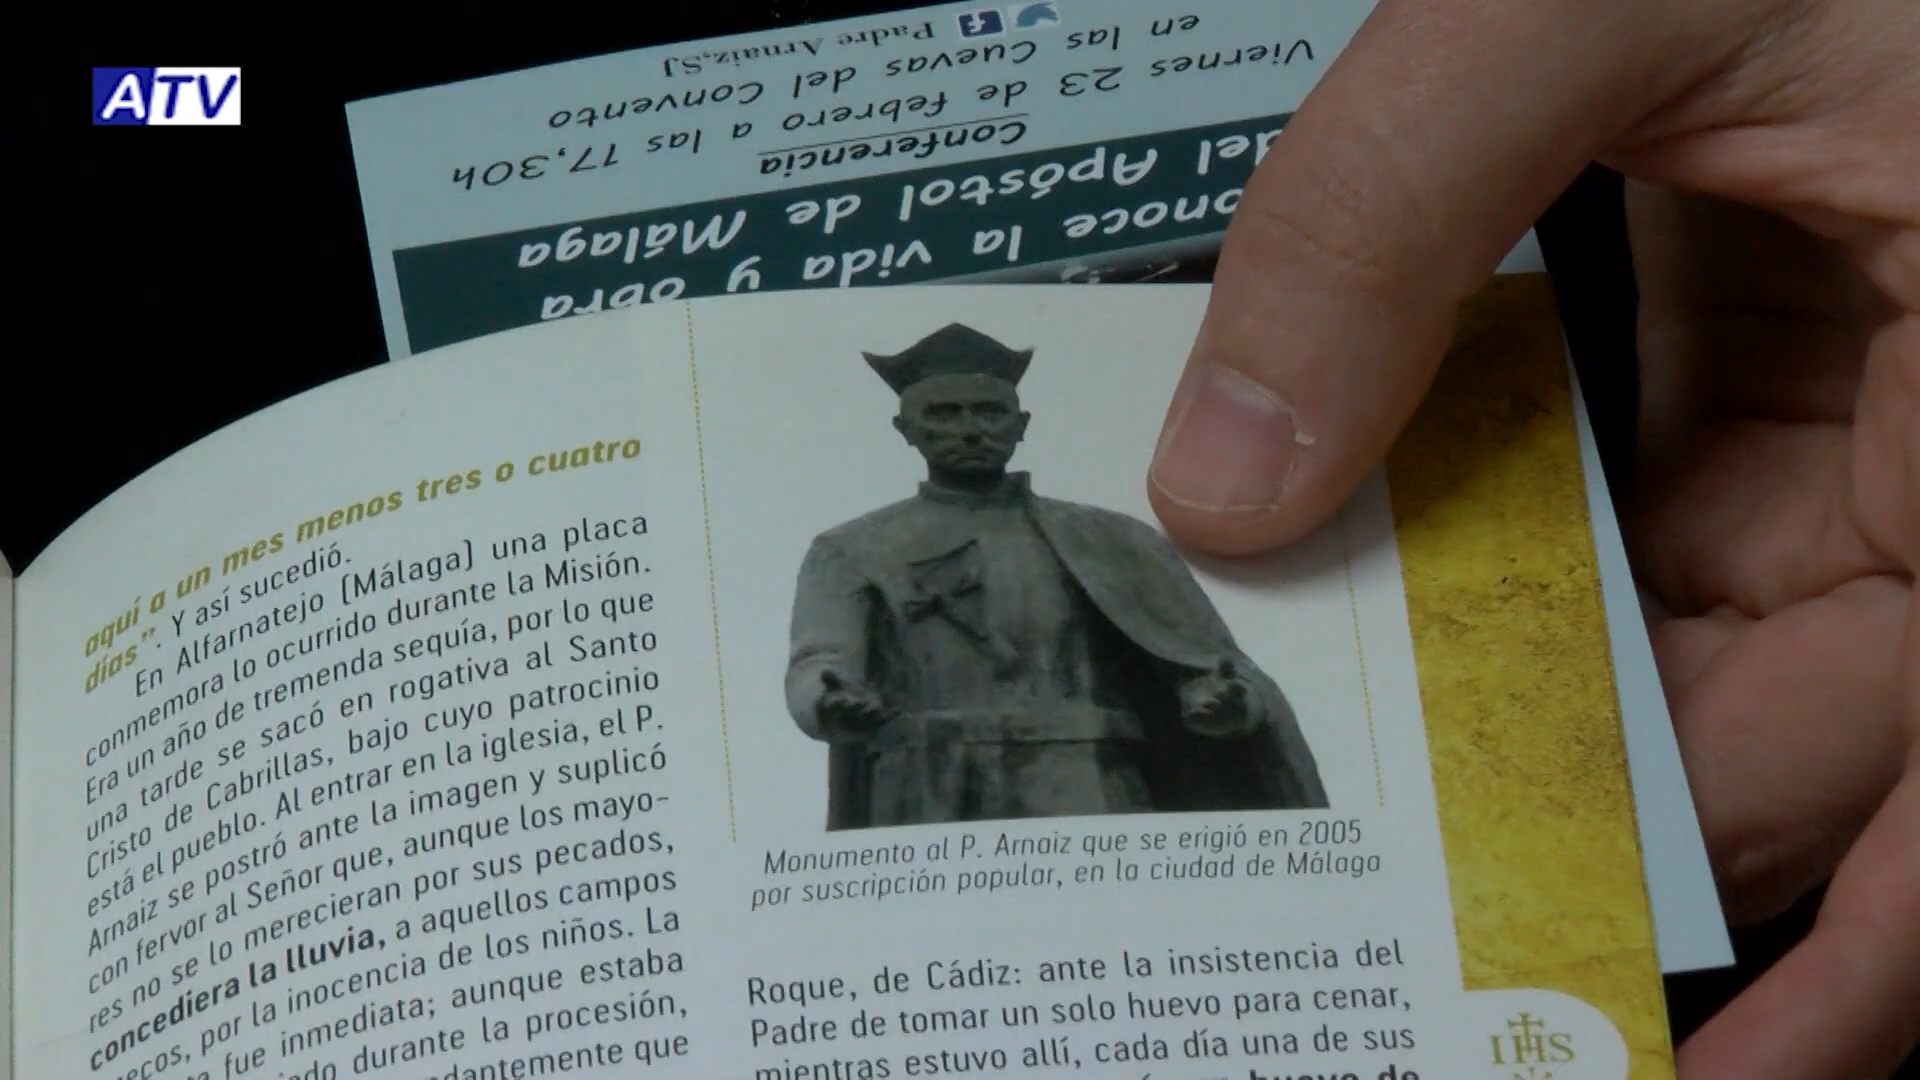 ATV
Padre Arnaiz,SJ
en las Cuevas del Convento
Viernes 23 de febrero a las 17,30h
Conferencia
del Apóstol de Málaga
la vida y obra
aquí a un mes menos tres o cuatro
días”. Y así sucedió.
En Alfarnatejo (Málaga) una placa
conmemora lo ocurrido durante la Misión.
Era un año de tremenda sequía, por lo que
una tarde se sacó en rogativa al Santo
Cristo de Cabrillas, bajo cuyo patrocinio
está el pueblo. Al entrar en la iglesia, el P.
Arnaiz se postró ante la imagen y suplicó
con fervor al Señor que, aunque los mayo-
res no se lo merecieran por sus pecados,
concediera la lluvia, a aquellos campos
por la inocencia de los niños. La
fue inmediata; aunque estaba
durante la procesión,
que
Monumento al P. Arnaiz que se erigió en 2005
por suscripción popular, en la ciudad de Málaga
Roque, de Cádiz: ante la insistencia del
Padre de tomar un solo huevo para cenar,
mientras estuvo allí, cada día una de sus
huevo de
IHS